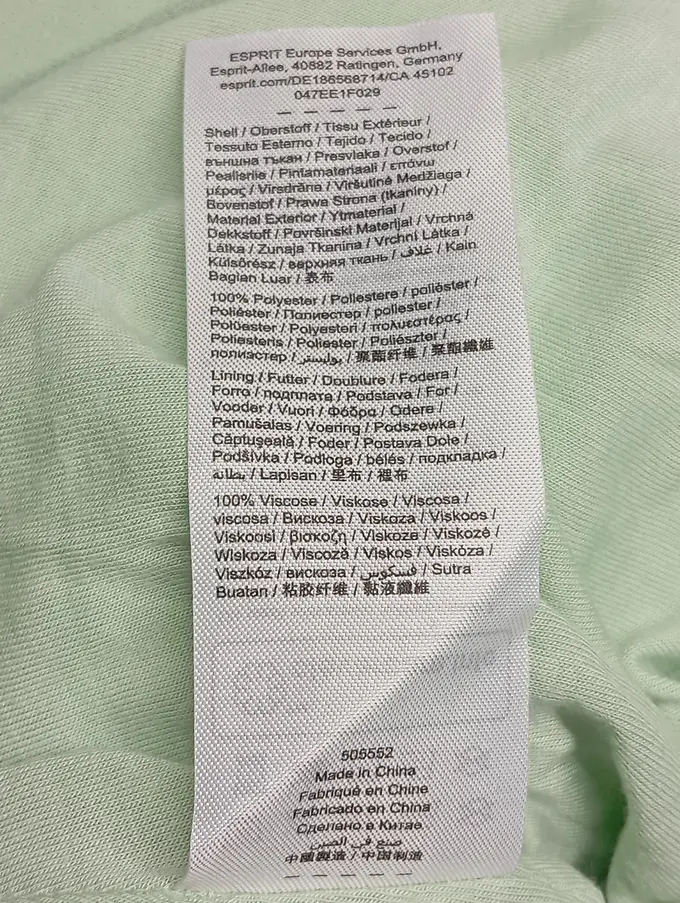 ESPRIT Europe Services GmbH,
Esprit-Allee, 40882 Ratingen, Germany
esprit.com/DE186568714/CA 45102
047EE1F029
Shell / Oberstoff / Tissu Extérieur /
Tessuto Esterno / Tejido / Tecido /
външна тъкан / Presvlaka / Overstof /
Pealisriie / Pintamateriaali / επάνω
μέρος / Virsdrāna / Viršutinė Medžiaga /
Bovenstof / Prawa Strona (tkaniny) /
Material Exterior / Ytmaterial /
Dekkstoff / Površinski Materijal / Vrchná
Látka / Zunaja Tkanina / Vrchní Látka /
Külsőrész / верхняя ткань / غلاف / Kain
Bagian Luar / 表布
100% Polyester / Poliestere / poliéster /
Poliéster / Полиестер / poliester /
Polüester / Polyesteri / πολυεστέρας /
Poliesteris / Poliester / Poliészter /
полиэстер / بوليستر / 聚酯纤维 / 聚酯纖維
Lining / Futter / Doublure / Fodera /
Forro / подплата / Podstava / For /
Vooder / Vuori / Φόδρα / Odere /
Pamušalas / Voering / Podszewka /
Căptuşeală / Foder / Postava Dole /
Podšívka / Podloga / bélés / подкладка /
بطانة / Lapisan / 里布 / 裡布
100% Viscose / Viskose / Viscosa /
viscosa / Вискоза / Viskoza / Viskoos /
Viskoosi / βισκοζη / Viskoze / Viskozė /
Wiskoza / Viscoză / Viskos / Viskóza /
Viszkóz / вискоза / فسكوس / Sutra
Buatan / 粘胶纤维 / 黏液纖維
505552
Made in China
Fabriqué en Chine
Fabricado en China
Сделано в Китае
صنع في الصين
中國製造 / 中国制造